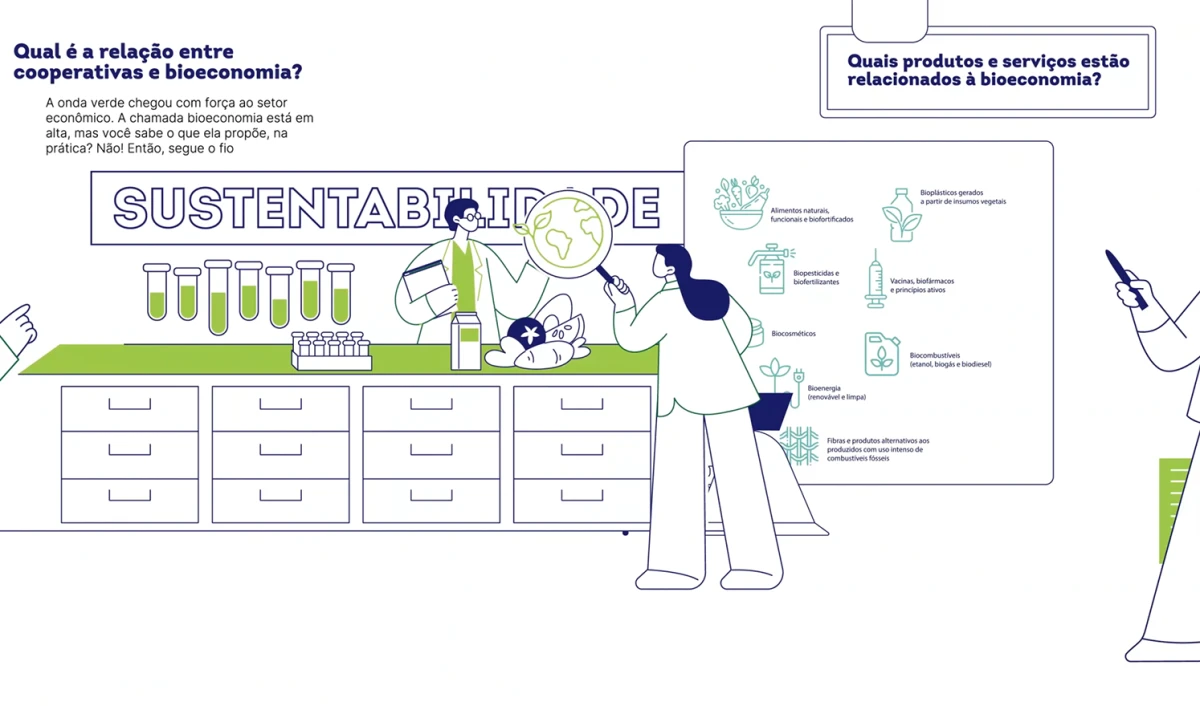 Qual é a relação entre
cooperativas e bioeconomia?
A onda verde chegou com força ao setor
econômico. A chamada bioeconomia está em
alta, mas você sabe o que ela propõe, na
prática? Não! Então, segue o fio
SUSTENTABILIDADE
Quais produtos e serviços estão
relacionados à bioeconomia?
Alimentos naturais,
funcionais e biofortificados
Bioplásticos gerados
a partir de insumos vegetais
Biopesticidas e
biofertilizantes
Vacinas, biofármacos
e princípios ativos
Biocosméticos
Biocombustíveis
(etanol, biogás e biodiesel)
Bioenergia
(renovável e limpa)
Fibras e produtos alternativos aos
produzidos com uso intenso de
combustíveis fósseis